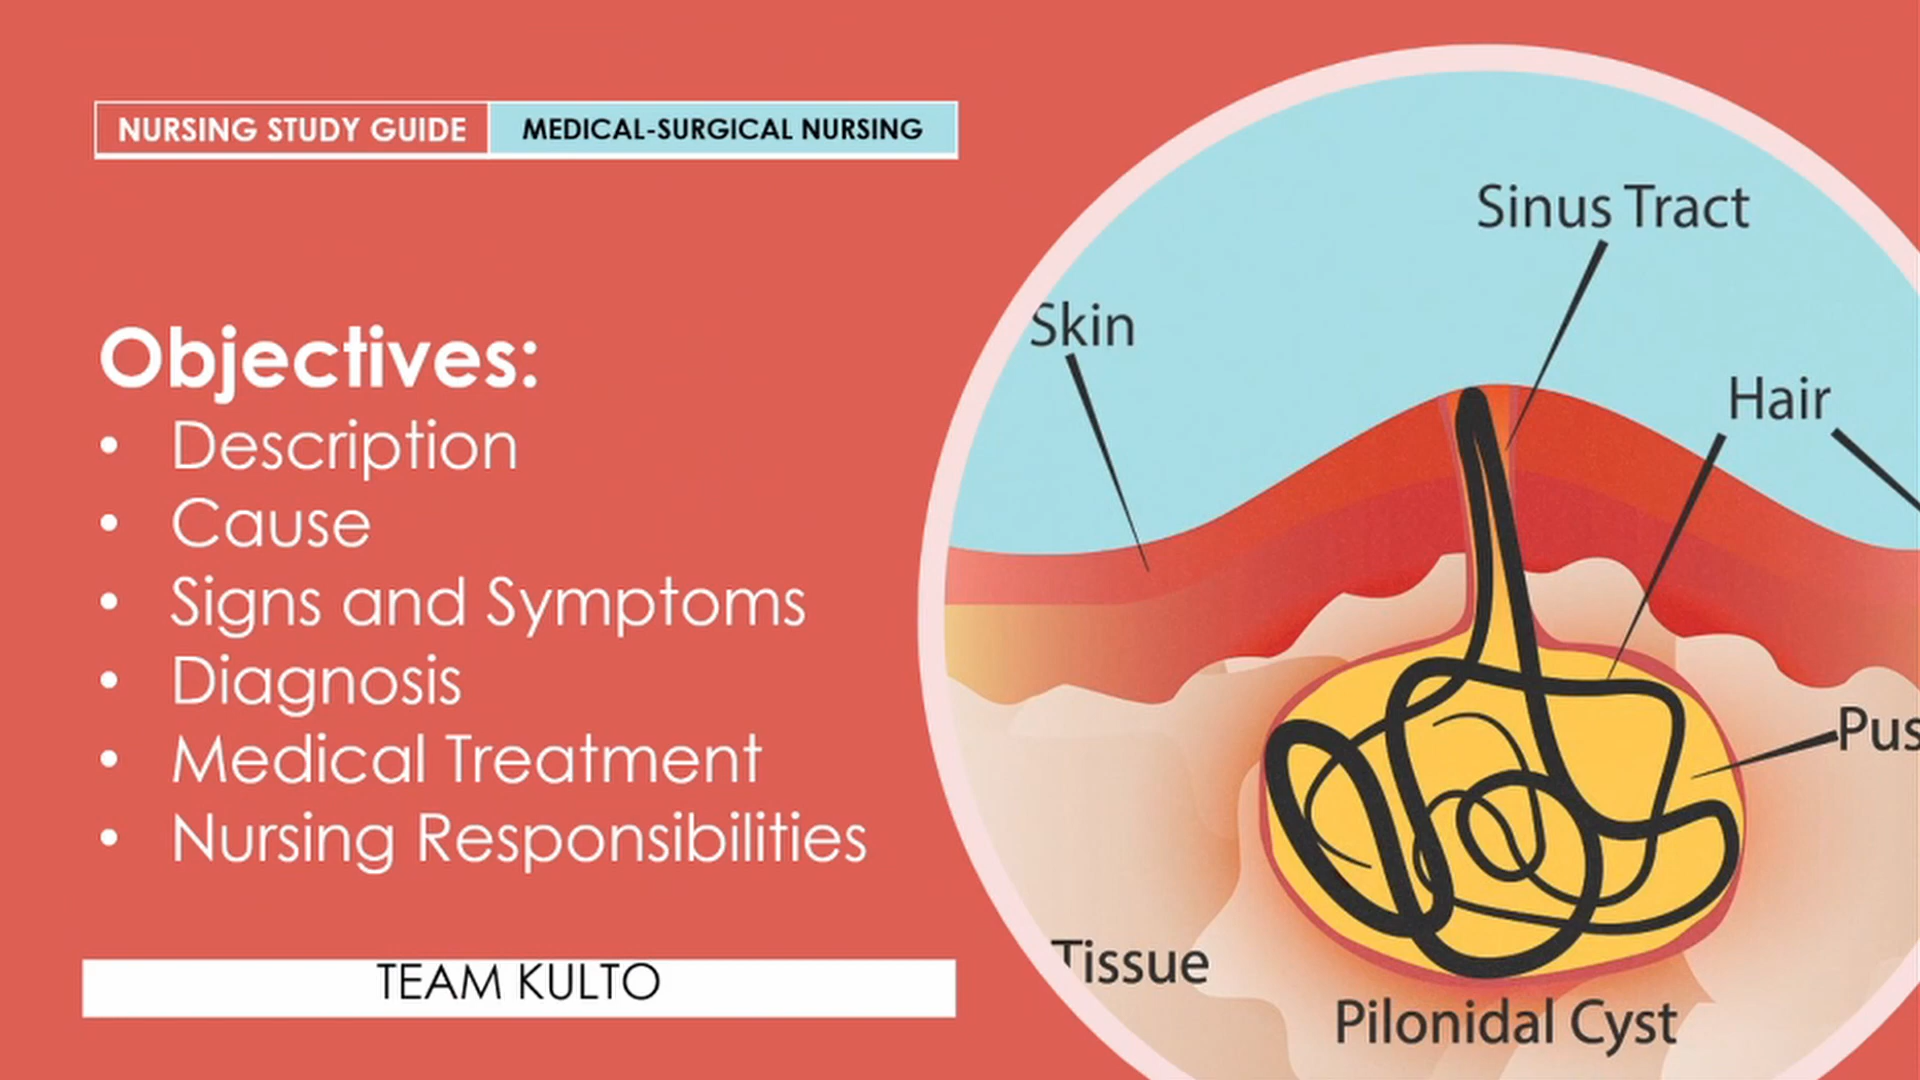 NURSING STUDY GUIDE
MEDICAL-SURGICAL NURSING
Objectives:
• Description
• Cause
• Signs and Symptoms
• Diagnosis
• Medical Treatment
• Nursing Responsibilities
TEAM KULTO
Sinus Tract
Skin
Hair
Pus
Tissue
Pilonidal Cyst